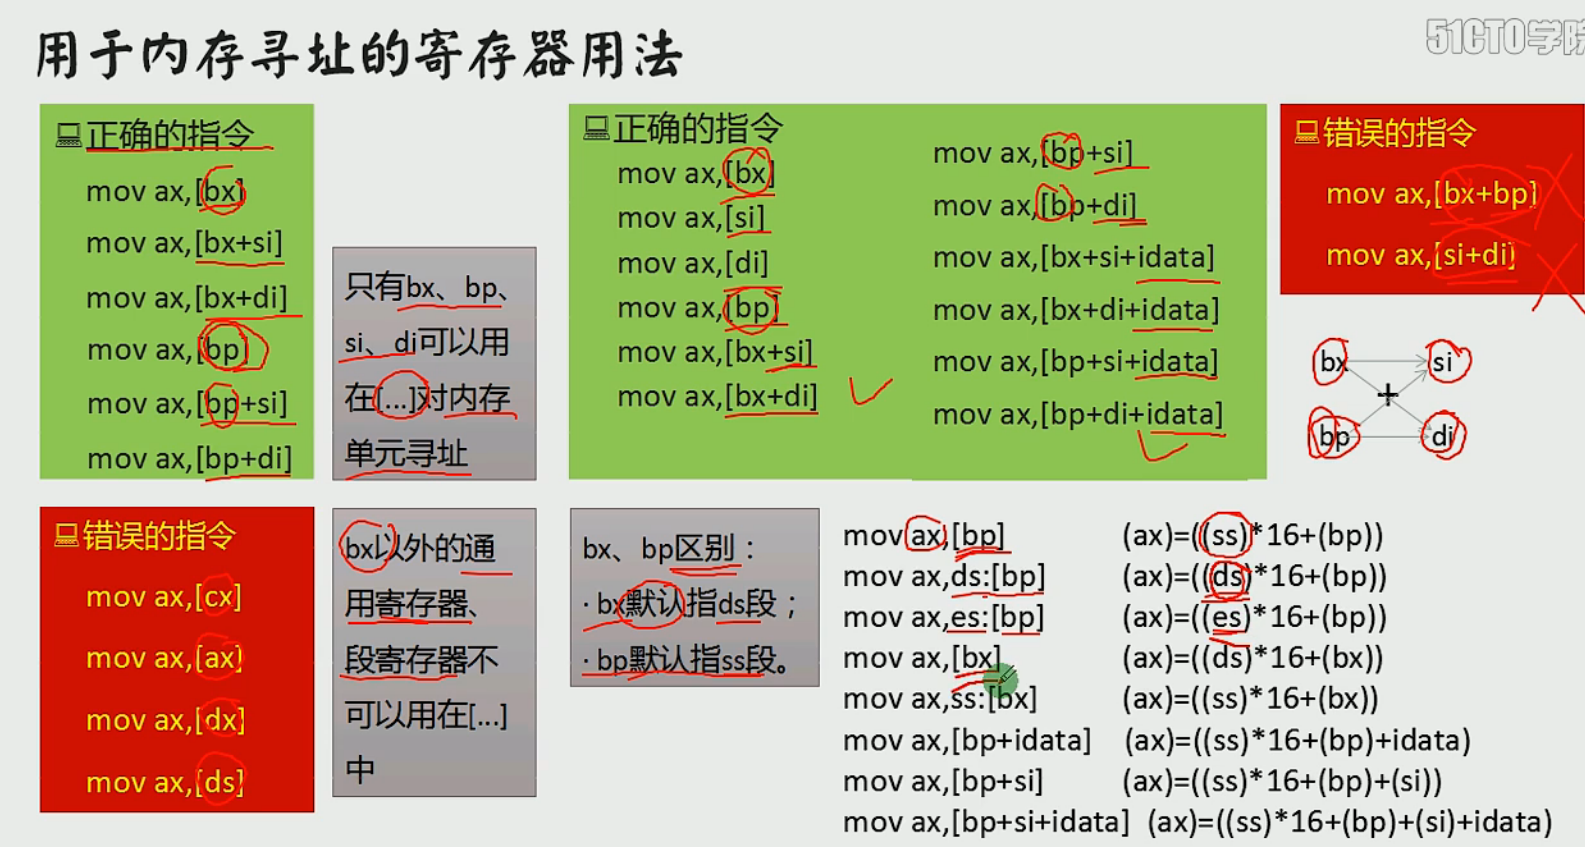 用于内存寻址的寄存器用法
51CTO学院
正确的指令
mov ax,[bx]
mov ax,[bx+si]
mov ax,[bx+di]
mov ax,[bp]
mov ax,[bp+si]
mov ax,[bp+di]
只有bx、bp、
si、di可以用
在[...]对内存
单元寻址
正确的指令
mov ax,[bx]
mov ax,[si]
mov ax,[di]
mov ax,[bp]
mov ax,[bx+si]
mov ax,[bx+di]
mov ax,[bp+si]
mov ax,[bp+di]
mov ax,[bx+si+idata]
mov ax,[bx+di+idata]
mov ax,[bp+si+idata]
mov ax,[bp+di+idata]
错误的指令
mov ax,[bx+bp]
mov ax,[si+di]
bx si
+
bp di
错误的指令
mov ax,[cx]
mov ax,[ax]
mov ax,[dx]
mov ax,[ds]
bx以外的通
用寄存器、
段寄存器不
可以用在[...]
中
bx、bp区别：
· bx默认指ds段；
· bp默认指ss段。
mov ax,[bp] (ax)=((ss)*16+(bp))
mov ax,ds:[bp] (ax)=((ds)*16+(bp))
mov ax,es:[bp] (ax)=((es)*16+(bp))
mov ax,[bx] (ax)=((ds)*16+(bx))
mov ax,ss:[bx] (ax)=((ss)*16+(bx))
mov ax,[bp+idata] (ax)=((ss)*16+(bp)+idata)
mov ax,[bp+si] (ax)=((ss)*16+(bp)+(si))
mov ax,[bp+si+idata] (ax)=((ss)*16+(bp)+(si)+idata)